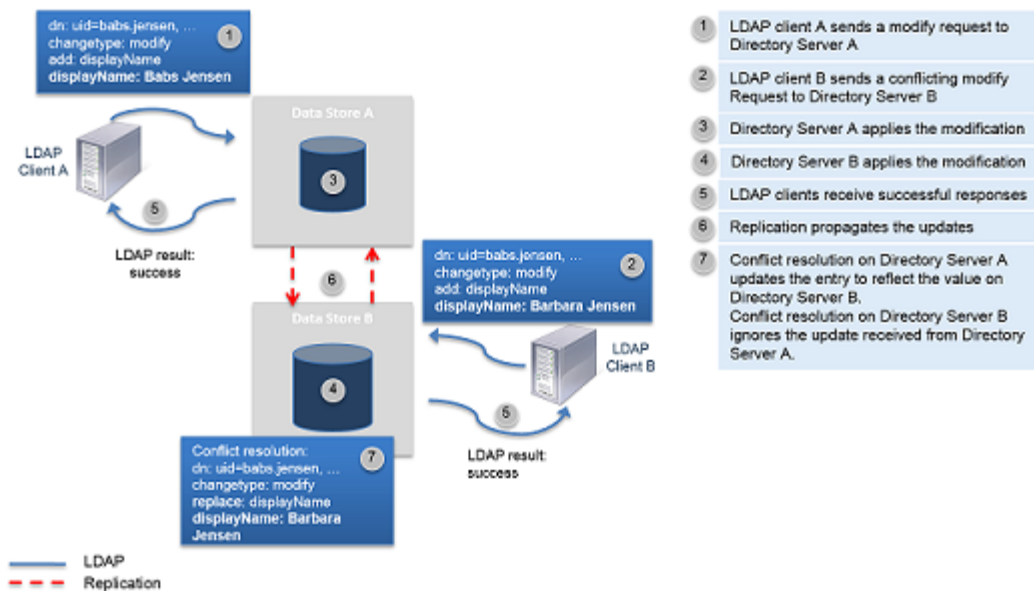 dn: uid=babs.jensen, ...
changetype: modify
add: displayName
displayName: Babs Jensen
1
LDAP
Client A
Data Store A
3
5
LDAP result:
success
6
dn: uid=babs.jensen, ...
changetype: modify
add: displayName
displayName: Barbara Jensen
2
Data Store B
4
LDAP
Client B
5
LDAP result:
success
Conflict resolution:
dn: uid=babs.jensen, ...
changetype: modify
replace: displayName
displayName: Barbara
Jensen
7
LDAP
Replication
1
LDAP client A sends a modify request to
Directory Server A
2
LDAP client B sends a conflicting modify
Request to Directory Server B
3
Directory Server A applies the modification
4
Directory Server B applies the modification
5
LDAP clients receive successful responses
6
Replication propagates the updates
7
Conflict resolution on Directory Server A
updates the entry to reflect the value on
Directory Server B.
Conflict resolution on Directory Server B
ignores the update received from Directory
Server A.